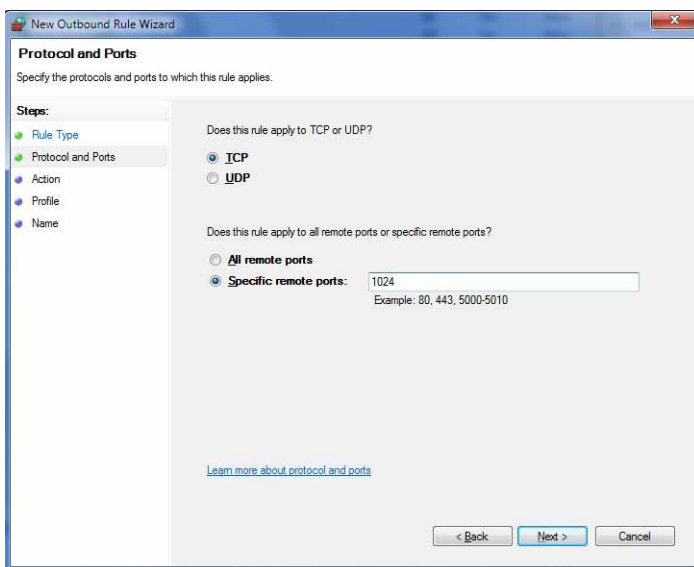 New Outbound Rule Wizard
Protocol and Ports
Specify the protocols and ports to which this rule applies.
Steps:
Rule Type
Protocol and Ports
Action
Profile
Name
Does this rule apply to TCP or UDP?
TCP
UDP
Does this rule apply to all remote ports or specific remote ports?
All remote ports
Specific remote ports: 1024
Example: 80, 443, 5000-5010
Learn more about protocol and ports
< Back Next > Cancel